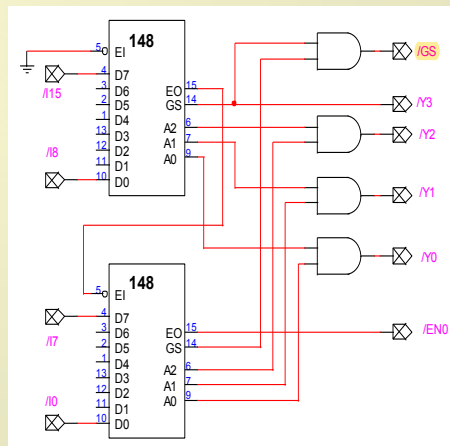 148
5 EI
/I15
4 D7
3 D6
2 D5
1 D4
13 D3
12 D2
11 D1
10 D0
/I8
EO 15
GS 14
A2 6
A1 7
A0 9
/GS
/Y3
/Y2
/Y1
/Y0
148
5 EI
/I7
4 D7
3 D6
2 D5
1 D4
13 D3
12 D2
11 D1
10 D0
/I0
EO 15
GS 14
A2 6
A1 7
A0 9
/EN0